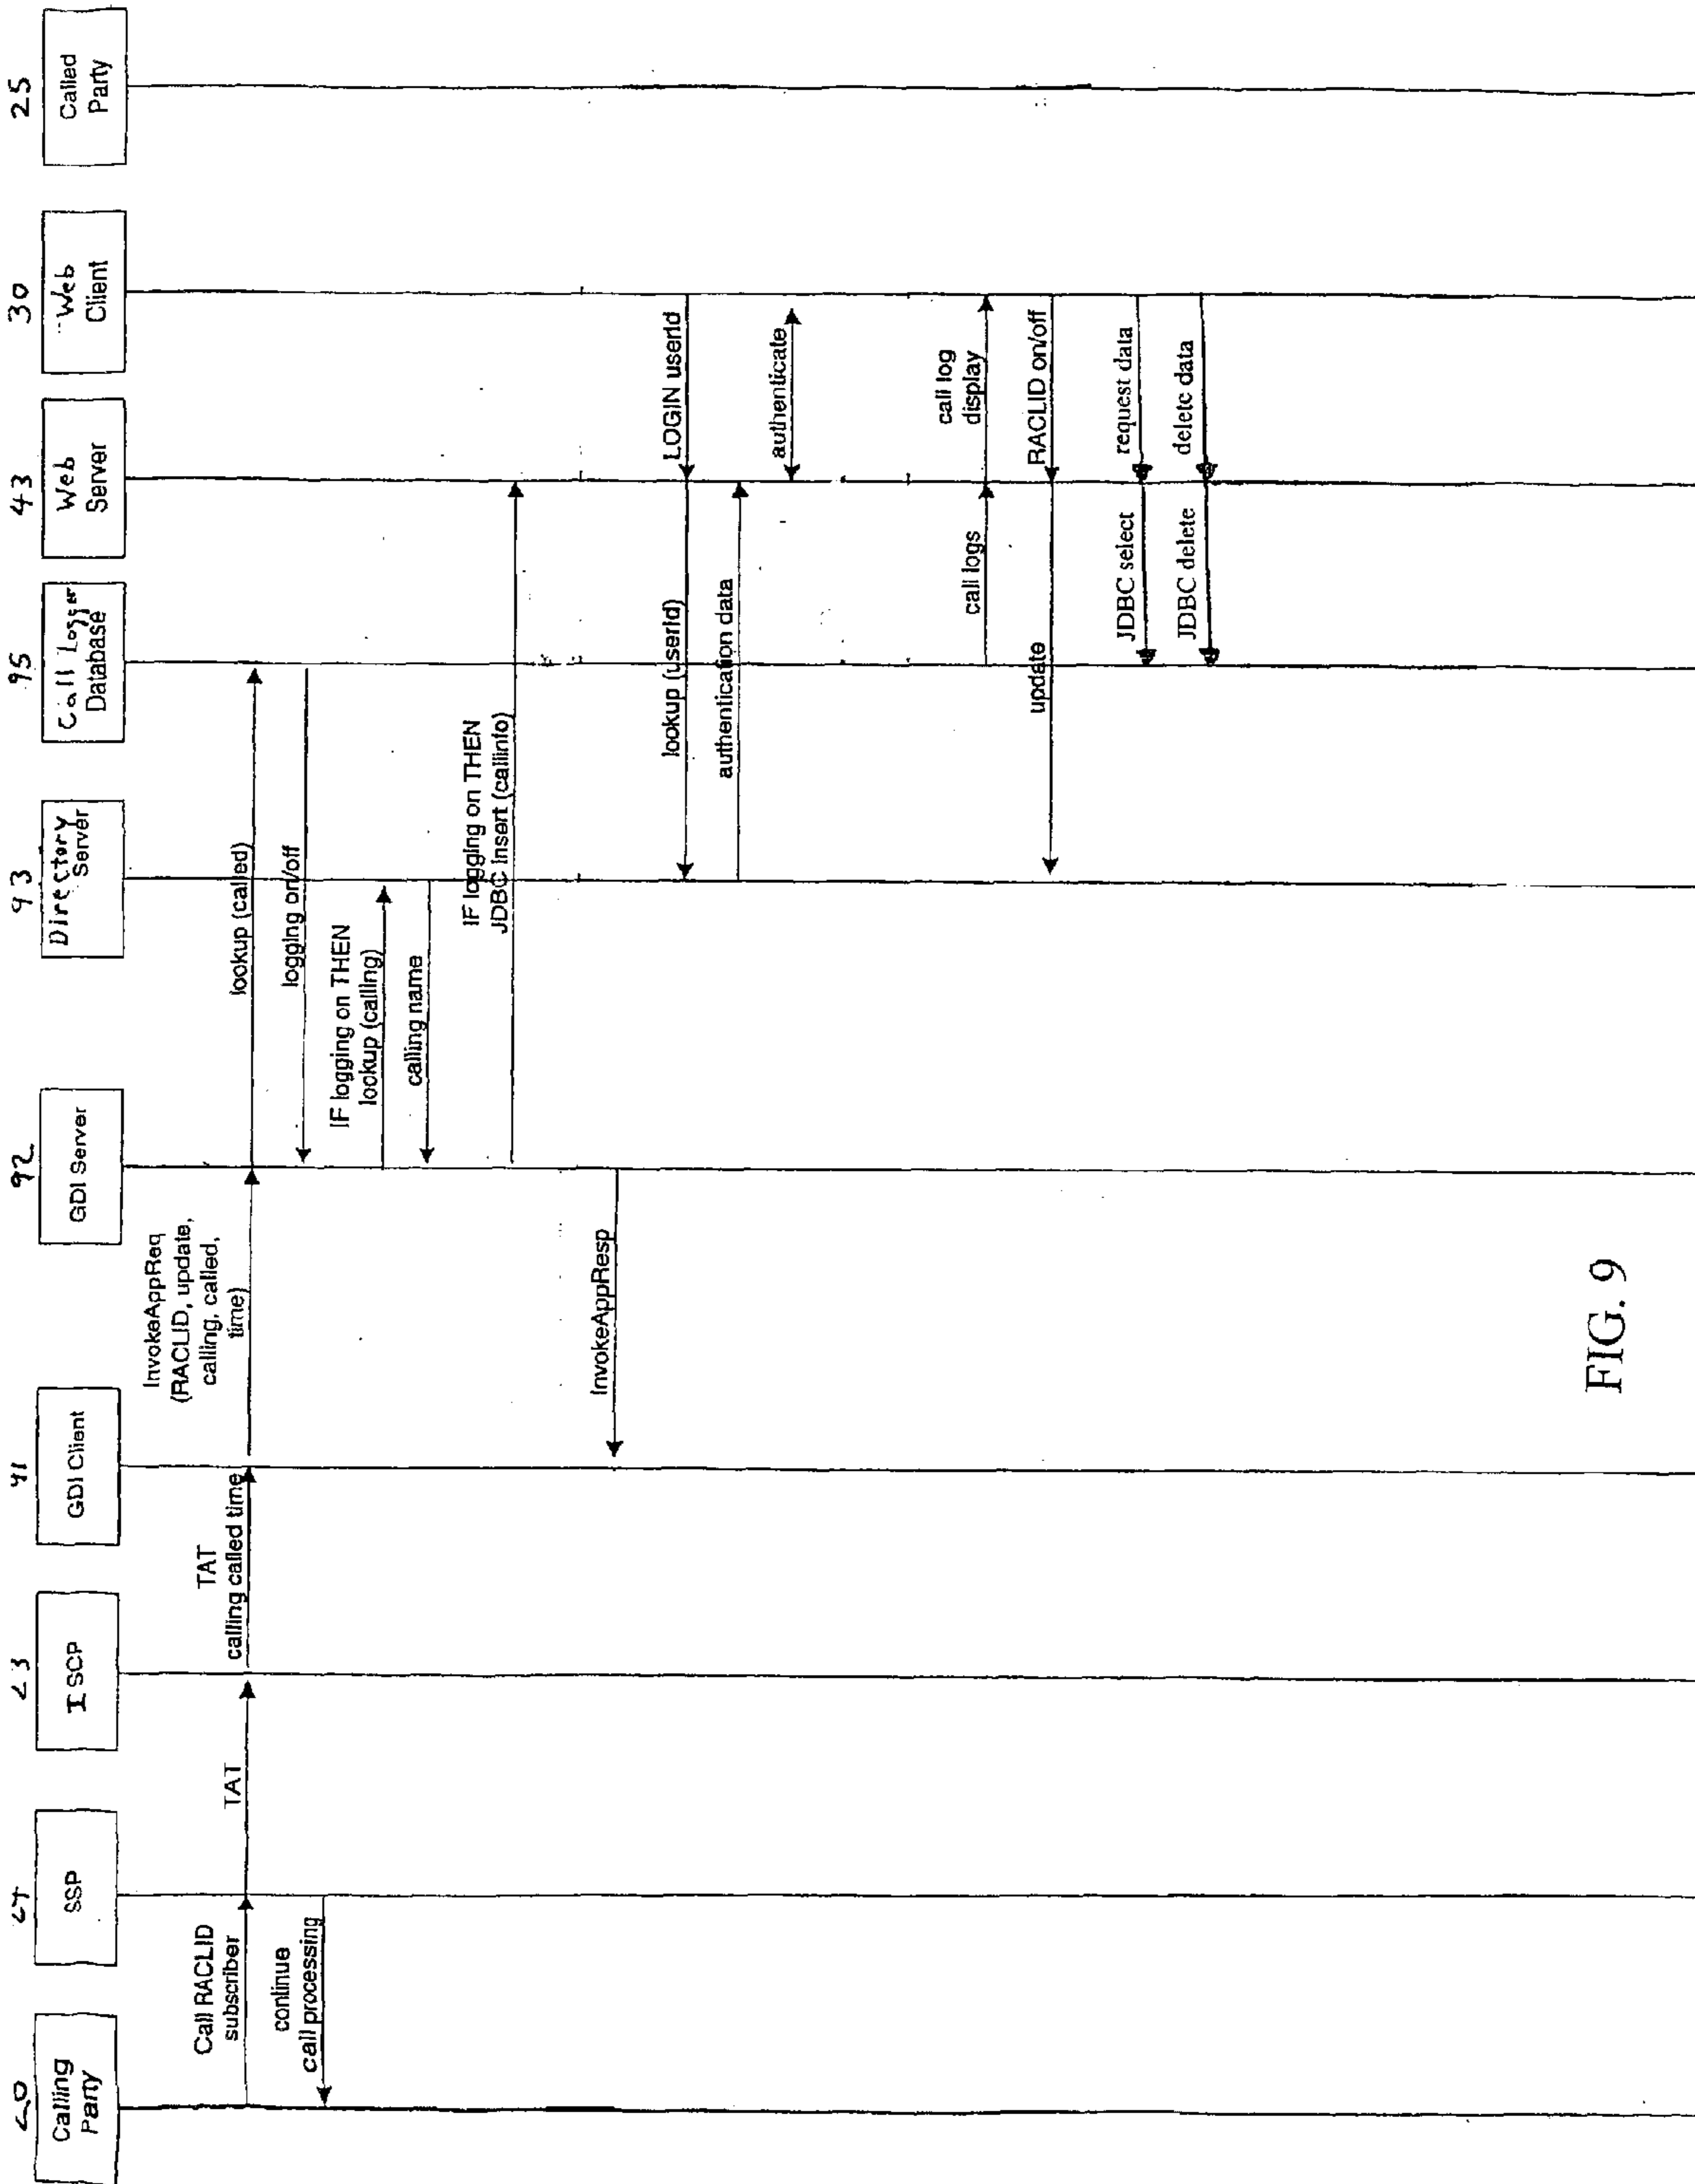 20
Calling
Party
24
SSP
23
ISCP
41
GDI Client
92
GDI Server
93
Directory
Server
95
Call Logger
Database
43
Web
Server
30
Web
Client
25
Called
Party
Call RACLID
subscriber
TAT
TAT
calling called time
InvokeAppReq
(RACLID, update,
calling, called,
time)
lookup (called)
logging on/off
continue
call processing
IF logging on THEN
lookup (calling)
calling name
IF logging on THEN
JDBC insert (callinfo)
InvokeAppResp
LOGIN userId
lookup (userId)
authentication data
authenticate
call logs
call log
display
RACLID on/off
update
request data
JDBC select
delete data
JDBC delete
FIG. 9